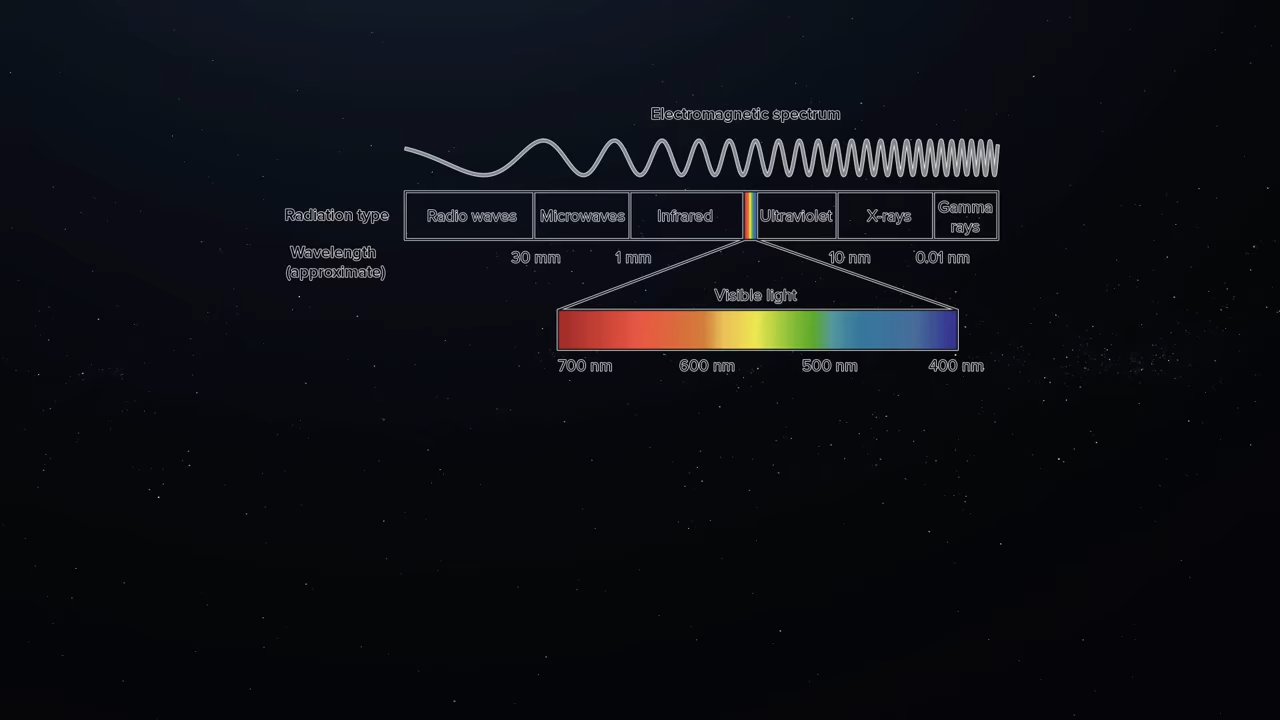 Electromagnetic spectrum
Radiation type
Radio waves
Microwaves
Infrared
Ultraviolet
X-rays
Gamma
rays
Wavelength
(approximate)
30 mm
1 mm
10 nm
0.01 nm
Visible light
700 nm
600 nm
500 nm
400 nm